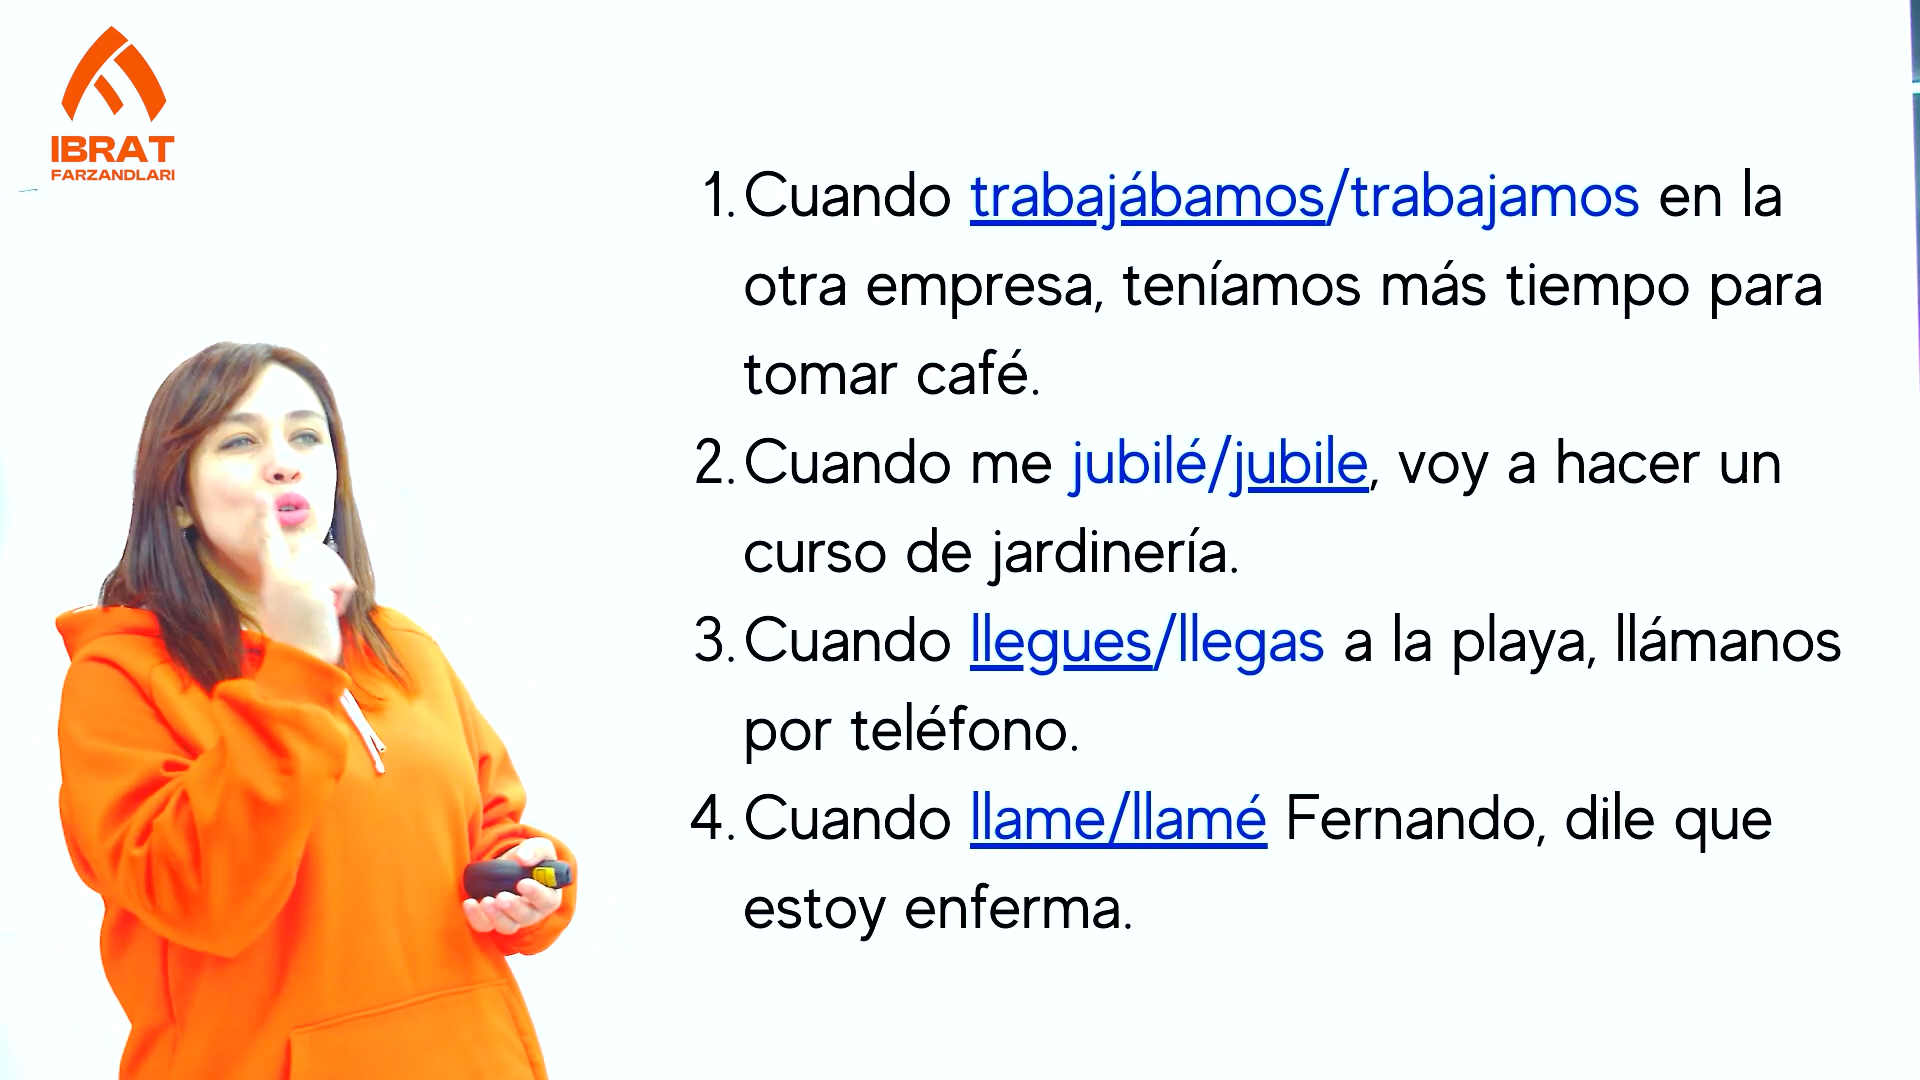 IBRAT
FARZANDLARI
1. Cuando trabajábamos/trabajamos en la
otra empresa, teníamos más tiempo para
tomar café.
2. Cuando me jubilé/jubile, voy a hacer un
curso de jardinería.
3. Cuando llegues/llegas a la playa, llámanos
por teléfono.
4. Cuando llame/llamé Fernando, dile que
estoy enferma.